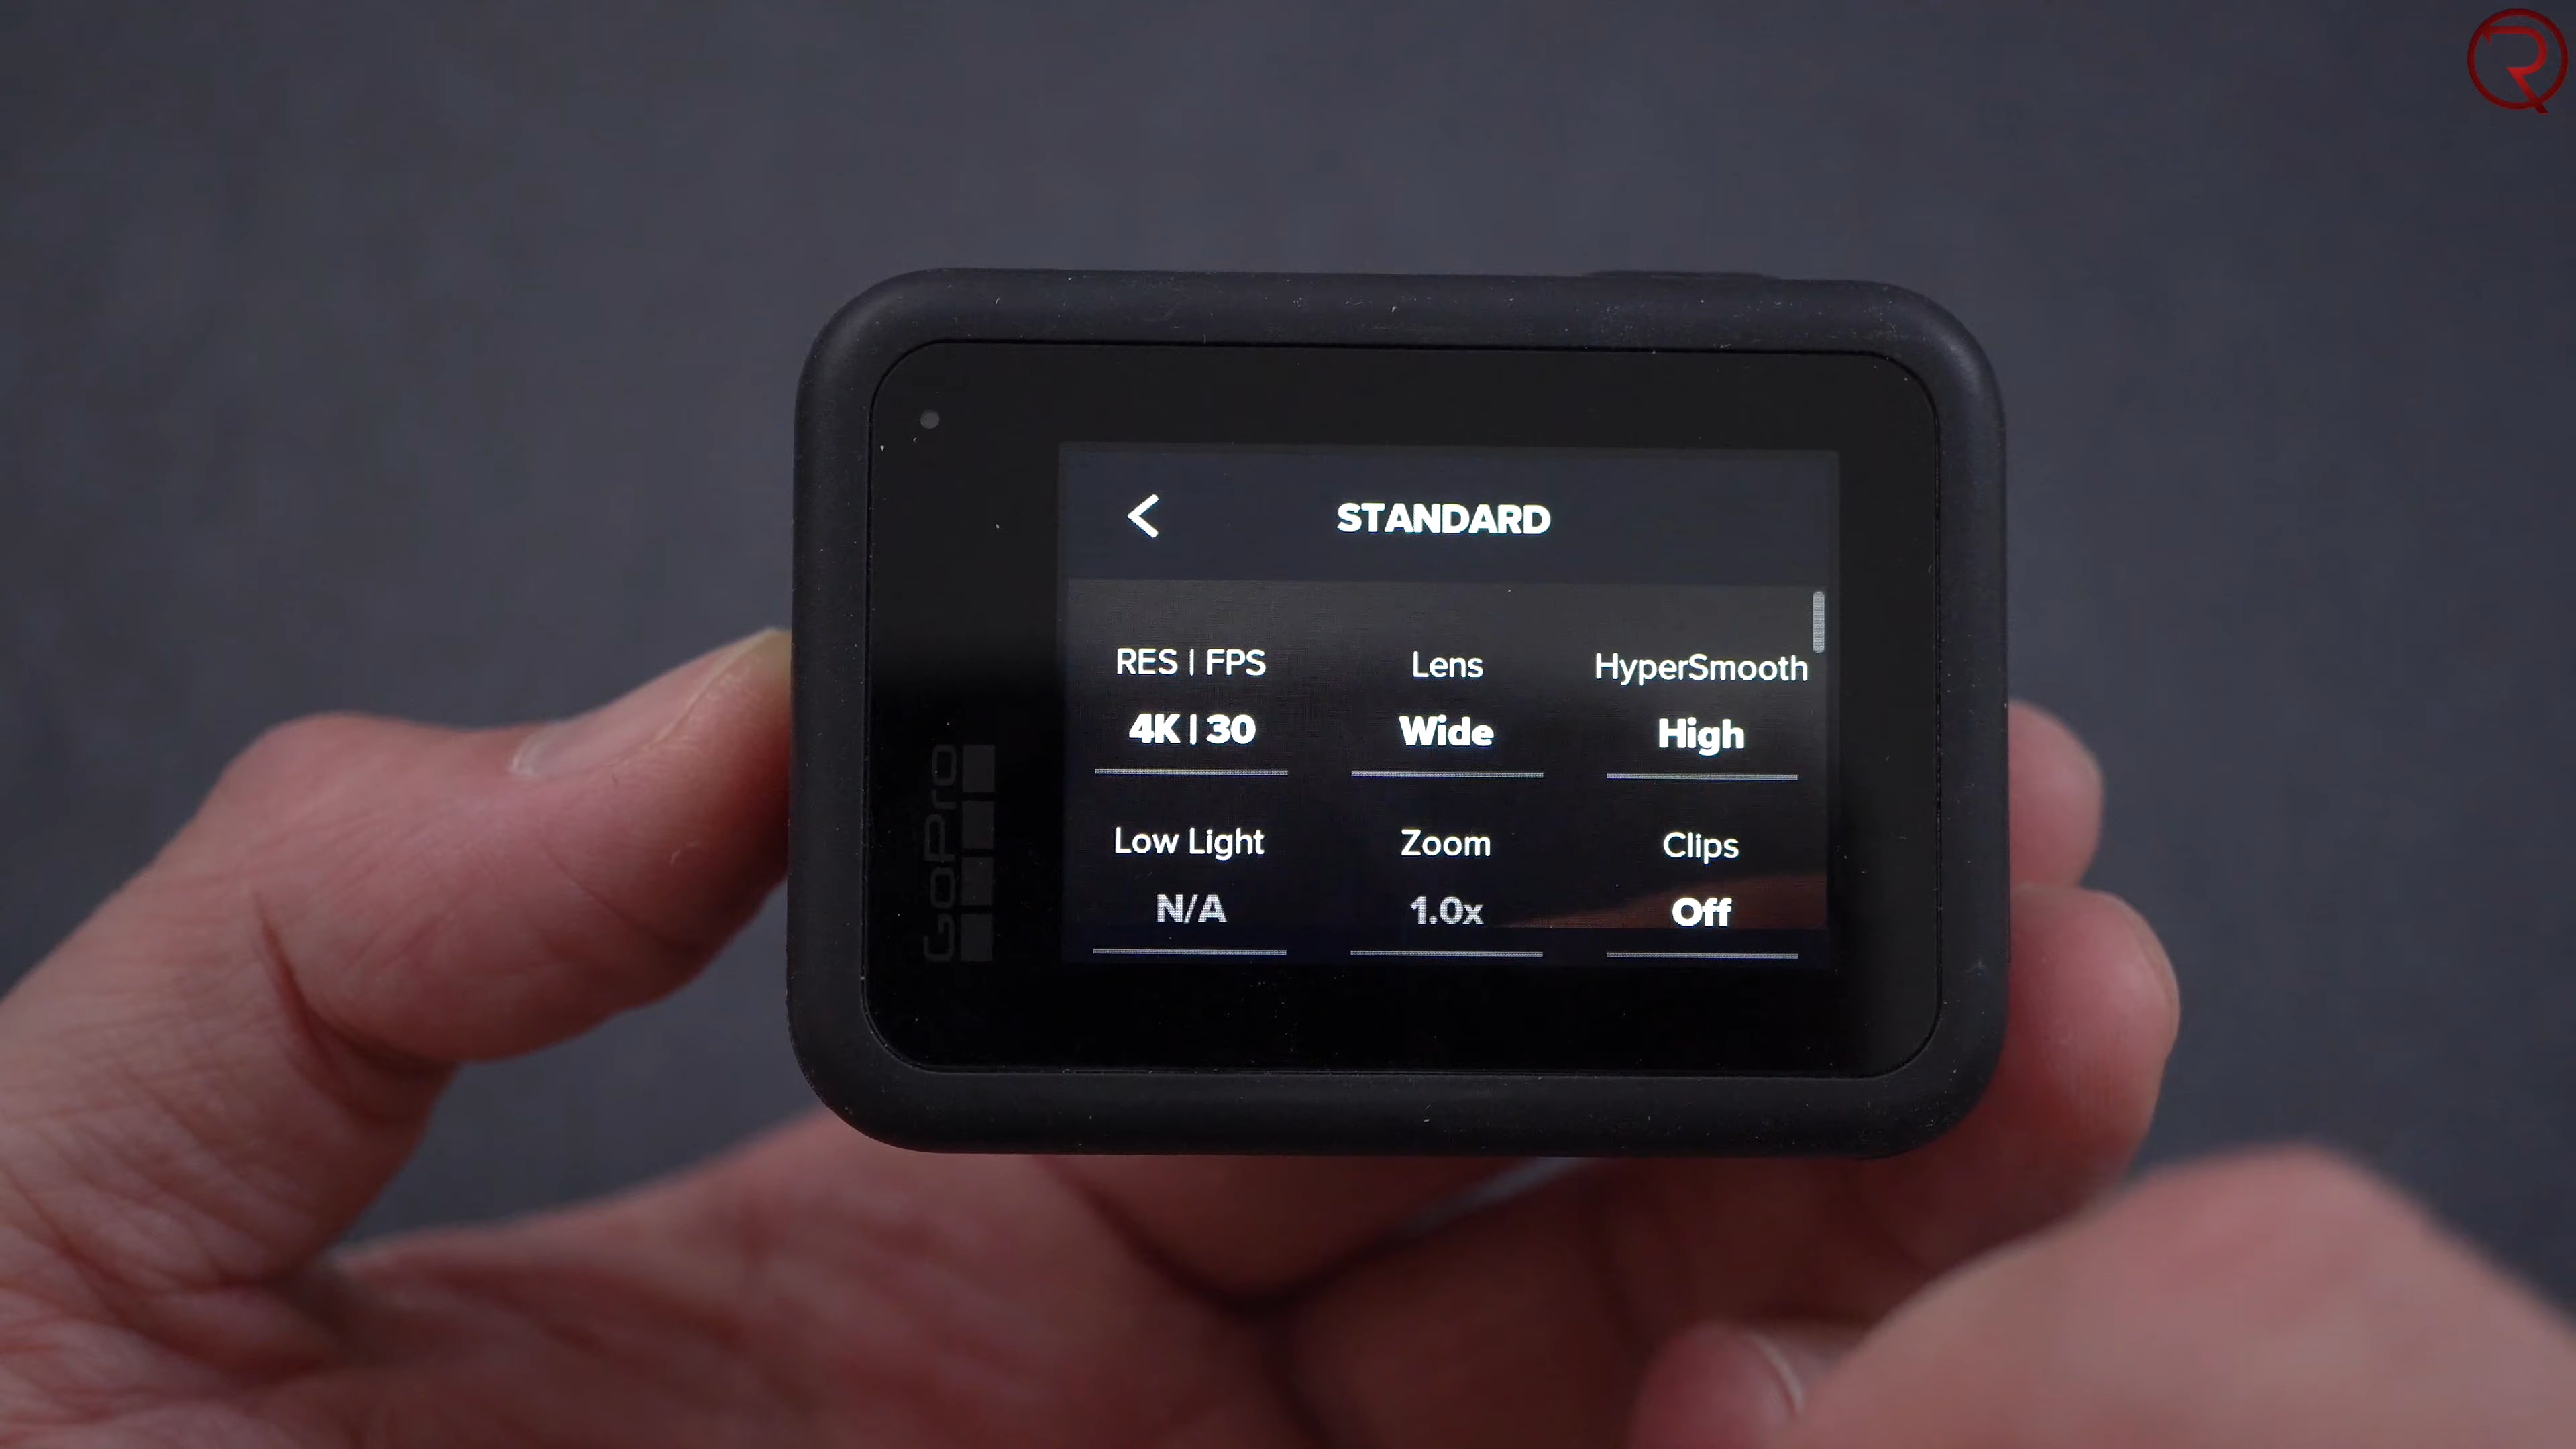 STANDARD
RES | FPS
4K | 30
Lens
Wide
HyperSmooth
High
Low Light
N/A
Zoom
1.0x
Clips
Off
GoPro
R